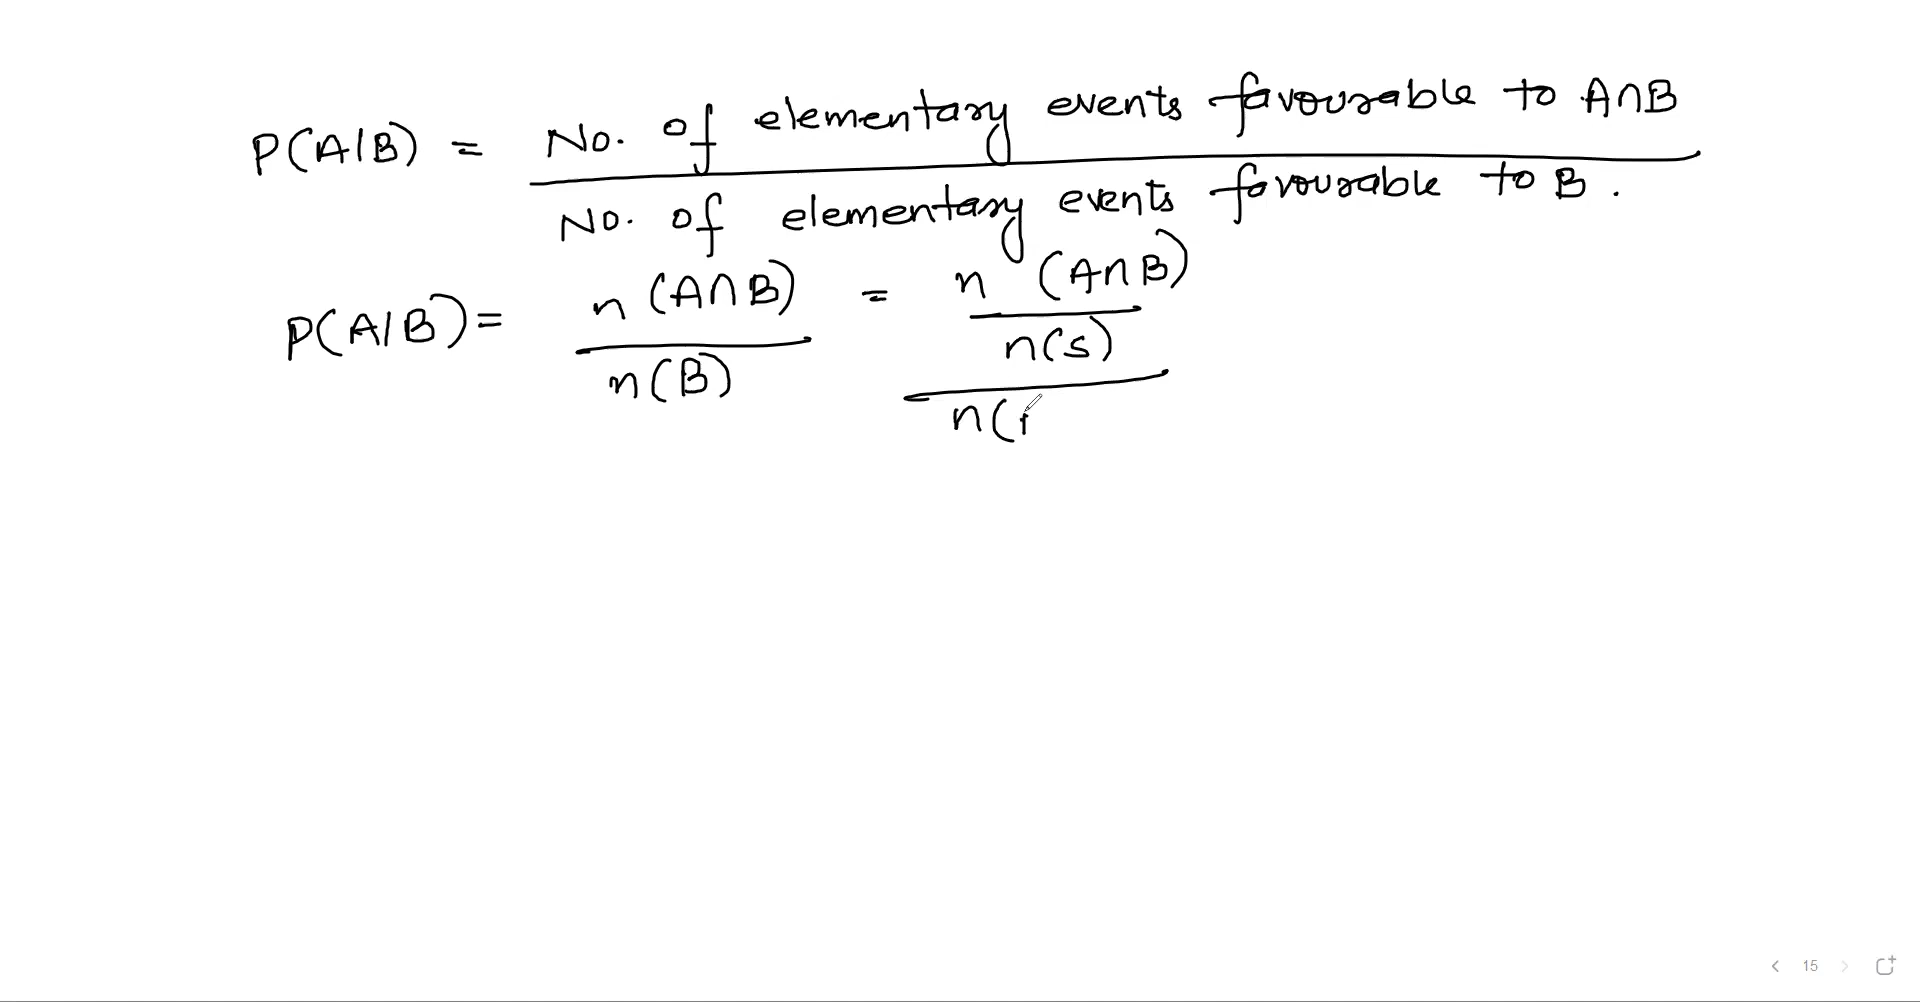 P(A|B) = No. of elementary events favourable to A∩B
No. of elementary events favourable to B.
P(A|B) = n(A∩B) = n(A∩B)
n(B) n(S)
n(
15